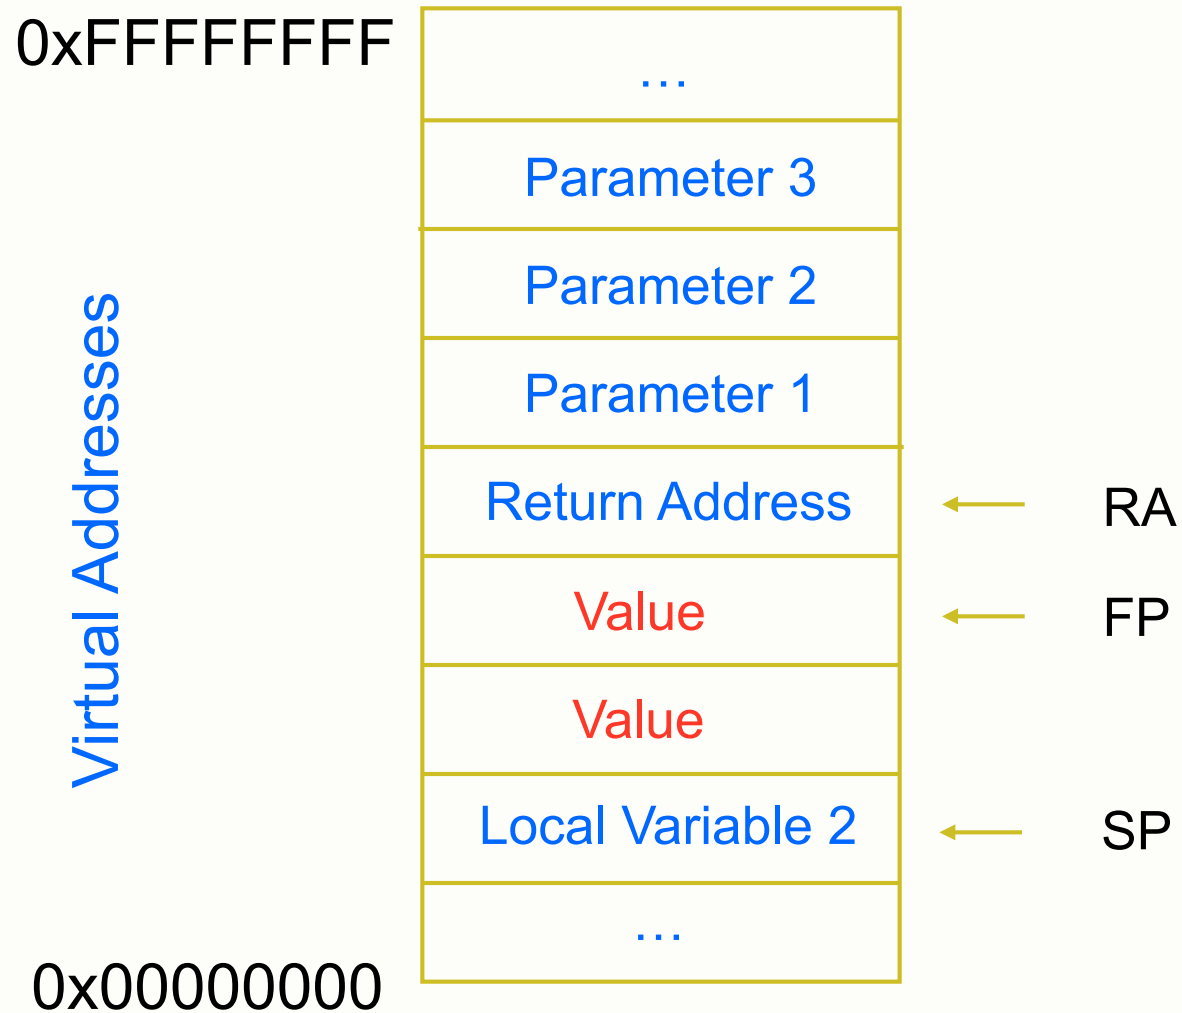 0xFFFFFFFF
…
Parameter 3
Parameter 2
Parameter 1
Return Address
RA
Value
FP
Value
Local Variable 2
SP
…
0x00000000
Virtual Addresses